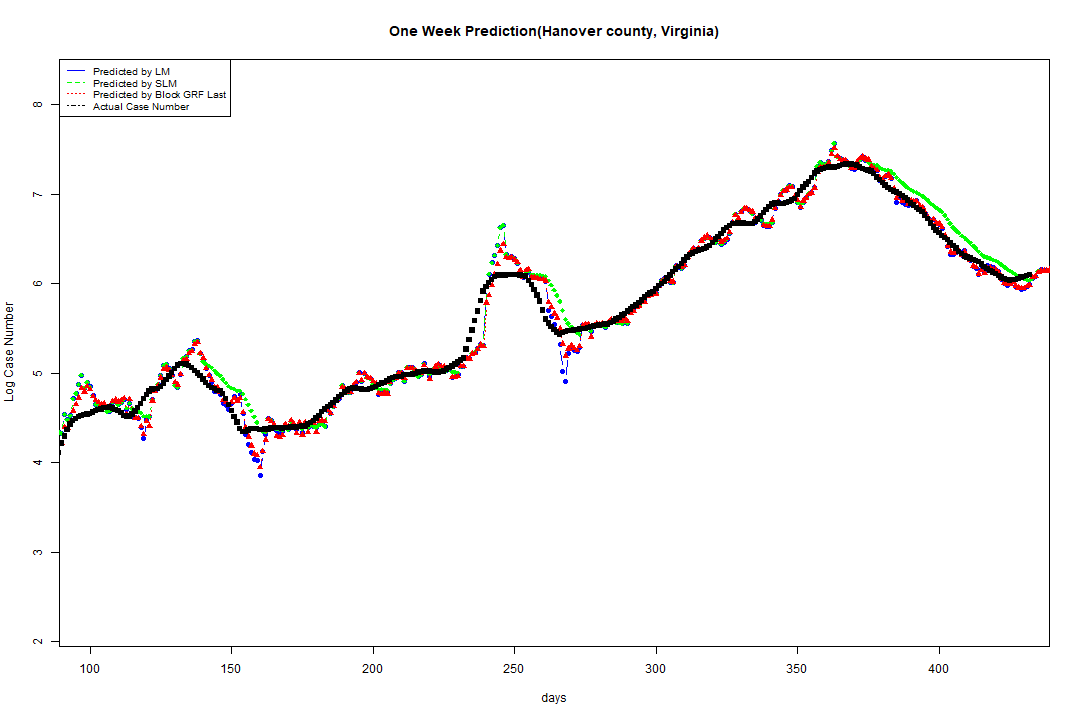 One Week Prediction(Hanover county, Virginia)
Predicted by LM
Predicted by SLM
Predicted by Block GRF Last
Actual Case Number
Log Case Number
8
7
6
5
4
3
2
100 150 200 250 300 350 400
days